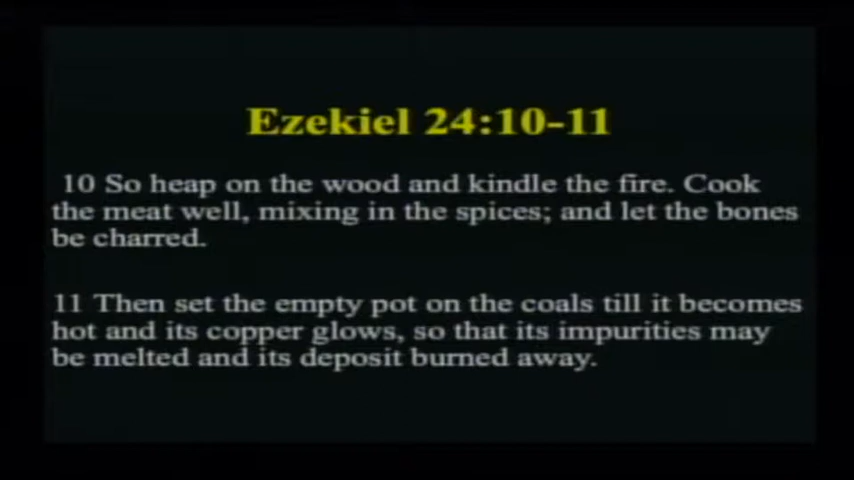 Ezekiel 24:10-11
10 So heap on the wood and kindle the fire. Cook
the meat well, mixing in the spices; and let the bones
be charred.
11 Then set the empty pot on the coals till it becomes
hot and its copper glows, so that its impurities may
be melted and its deposit burned away.